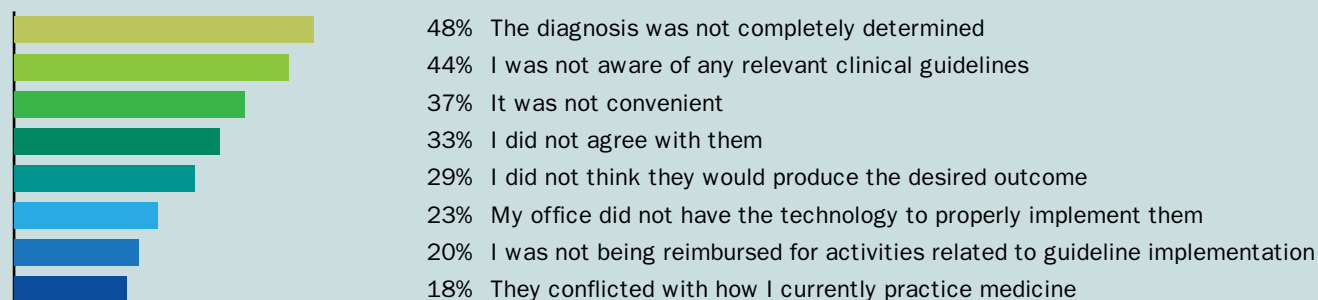 48% The diagnosis was not completely determined
44% I was not aware of any relevant clinical guidelines
37% It was not convenient
33% I did not agree with them
29% I did not think they would produce the desired outcome
23% My office did not have the technology to properly implement them
20% I was not being reimbursed for activities related to guideline implementation
18% They conflicted with how I currently practice medicine